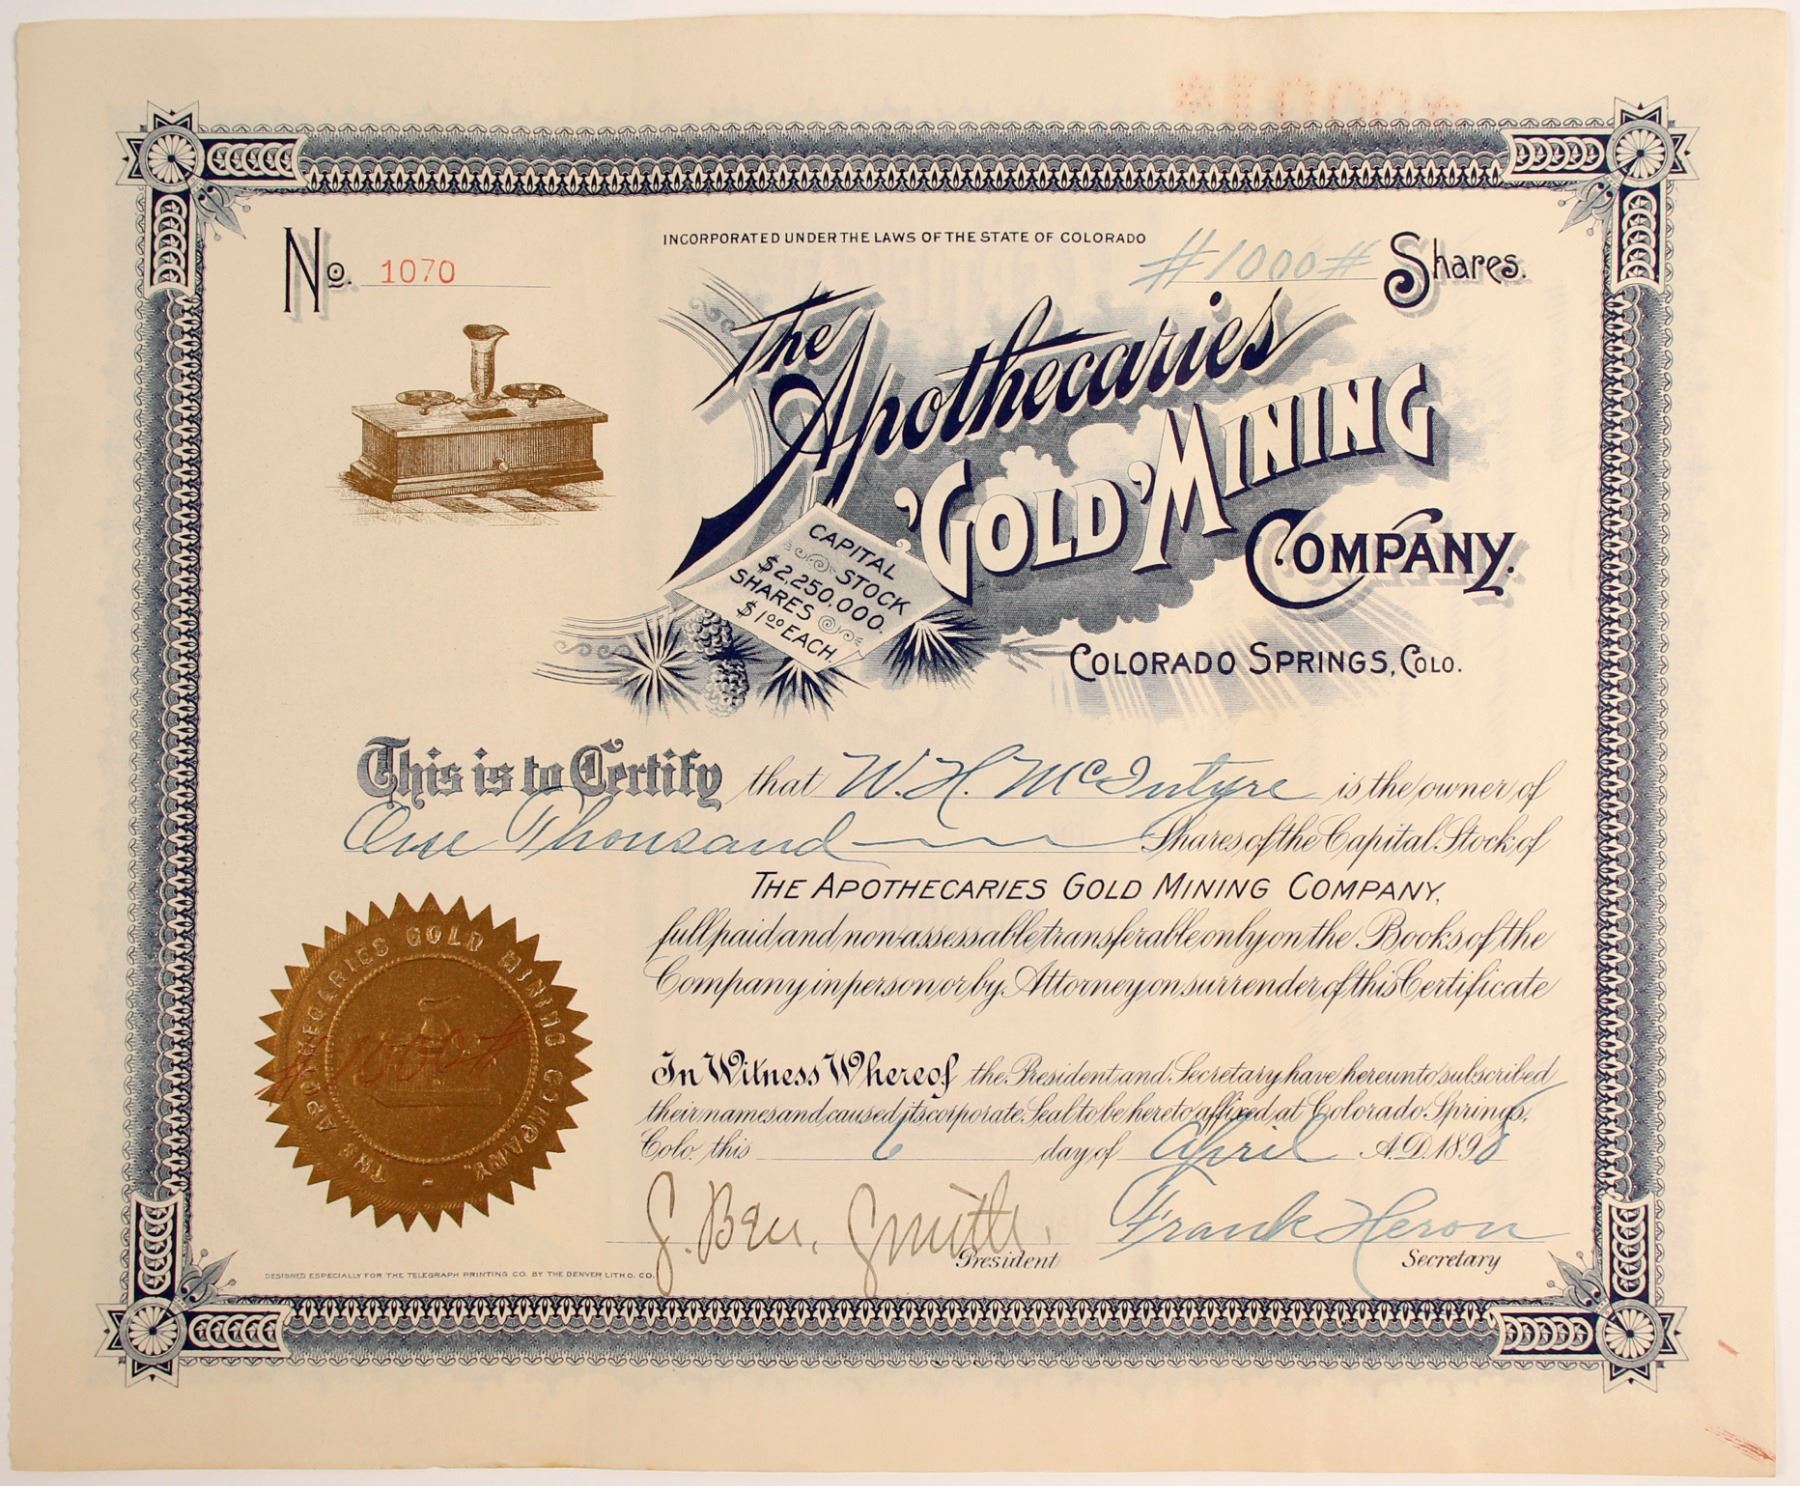 INCORPORATED UNDER THE LAWS OF THE STATE OF COLORADO
No. 1070
#1000# Shares.
The Apothecaries
'GOLD' MINING
COMPANY.
CAPITAL
STOCK
$2,250,000.
SHARES
$1.00 EACH.
COLORADO SPRINGS, COLO.
This is to Certify that W. H. McIntyre is the owner of
One Thousand Shares of the Capital Stock of
THE APOTHECARIES GOLD MINING COMPANY,
full paid and non assessable transferable only on the Books of the
Company in person or by Attorney on surrender of this Certificate
THE APOTHECARIES GOLD MINING COMPANY.
#1000#
In Witness Whereof the President and Secretary have hereunto subscribed
their names and caused its corporate Seal to be hereto affixed at Colorado Springs,
Colo. this 6 day of April A.D. 1898
Frank Heron
President
Secretary
DESIGNED ESPECIALLY FOR THE TELEGRAPH PRINTING CO. BY THE DENVER LITHO. CO.